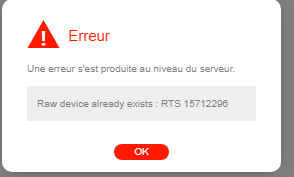 Erreur
Une erreur s'est produite au niveau du serveur.
Raw device already exists : RTS 15712296
OK